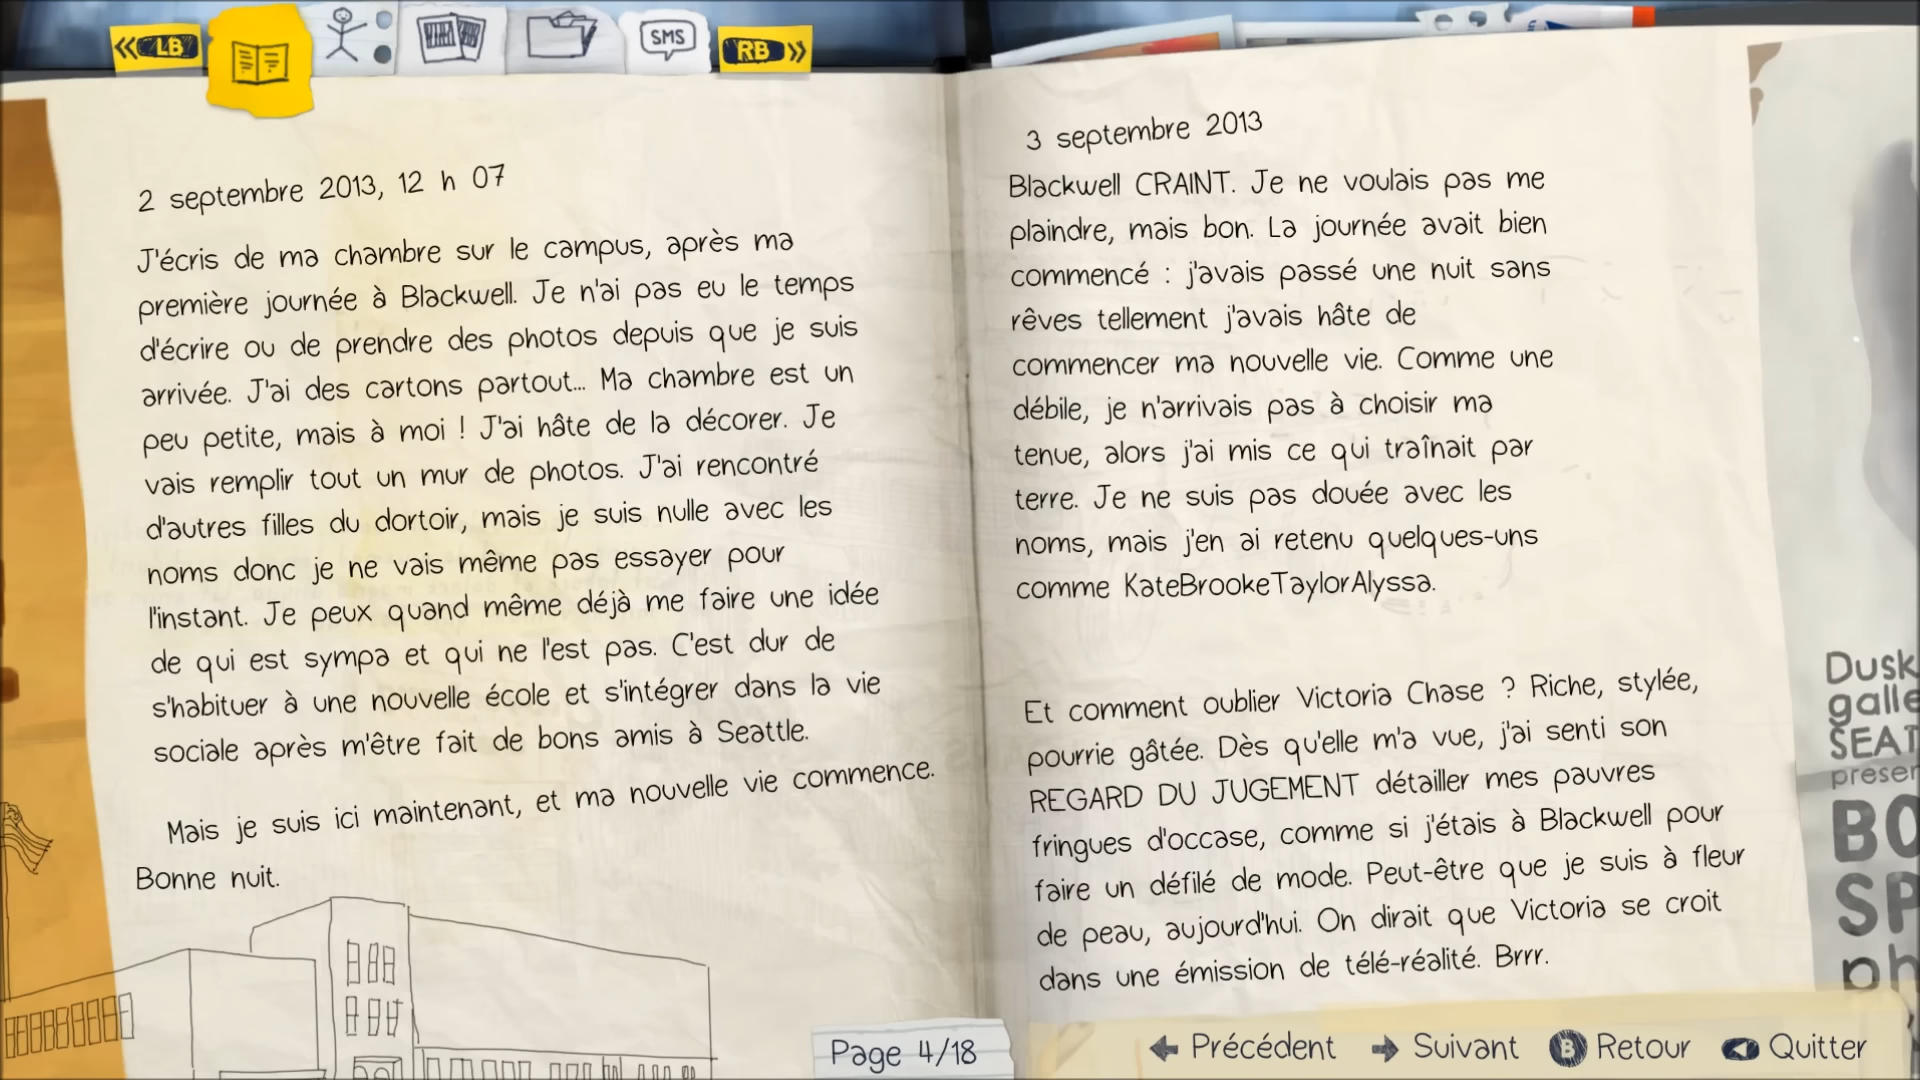 LB
SMS
RB
2 septembre 2013, 12 h 07
J'écris de ma chambre sur le campus, après ma
première journée à Blackwell. Je n'ai pas eu le temps
d'écrire ou de prendre des photos depuis que je suis
arrivée. J'ai des cartons partout... Ma chambre est un
peu petite, mais à moi ! J'ai hâte de la décorer. Je
vais remplir tout un mur de photos. J'ai rencontré
d'autres filles du dortoir, mais je suis nulle avec les
noms donc je ne vais même pas essayer pour
l'instant. Je peux quand même déjà me faire une idée
de qui est sympa et qui ne l'est pas. C'est dur de
s'habituer à une nouvelle école et s'intégrer dans la vie
sociale après m'être fait de bons amis à Seattle.
Mais je suis ici maintenant, et ma nouvelle vie commence.
Bonne nuit.
3 septembre 2013
Blackwell CRAINT. Je ne voulais pas me
plaindre, mais bon. La journée avait bien
commencé : j'avais passé une nuit sans
rêves tellement j'avais hâte de
commencer ma nouvelle vie. Comme une
débile, je n'arrivais pas à choisir ma
tenue, alors j'ai mis ce qui traînait par
terre. Je ne suis pas douée avec les
noms, mais j'en ai retenu quelques-uns
comme KateBrookeTaylorAlyssa.
Et comment oublier Victoria Chase ? Riche, stylée,
pourrie gâtée. Dès qu'elle m'a vue, j'ai senti son
REGARD DU JUGEMENT détailler mes pauvres
fringues d'occase, comme si j'étais à Blackwell pour
faire un défilé de mode. Peut-être que je suis à fleur
de peau, aujourd'hui. On dirait que Victoria se croit
dans une émission de télé-réalité. Brrr.
Dusk
galle
SEAT
presen
BO
SP
ph
Page 4/18
Précédent
Suivant
B Retour
Quitter